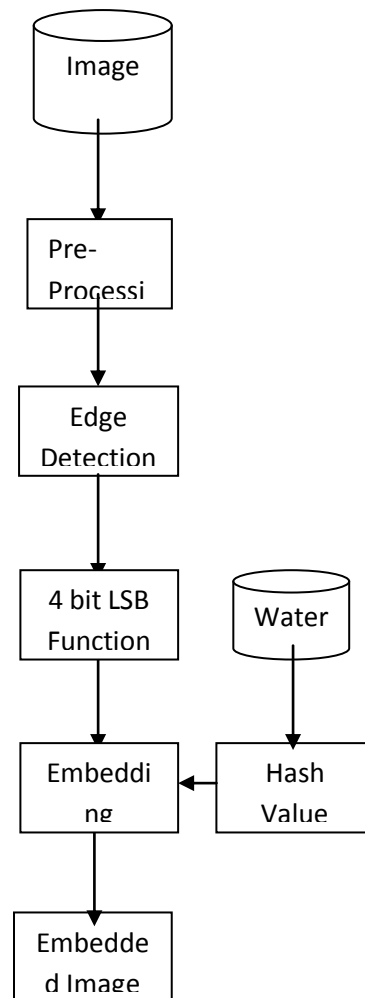 Image
Pre-
Processi
Edge
Detection
4 bit LSB
Function
Water
Embeddi
ng
Hash
Value
Embedde
d Image